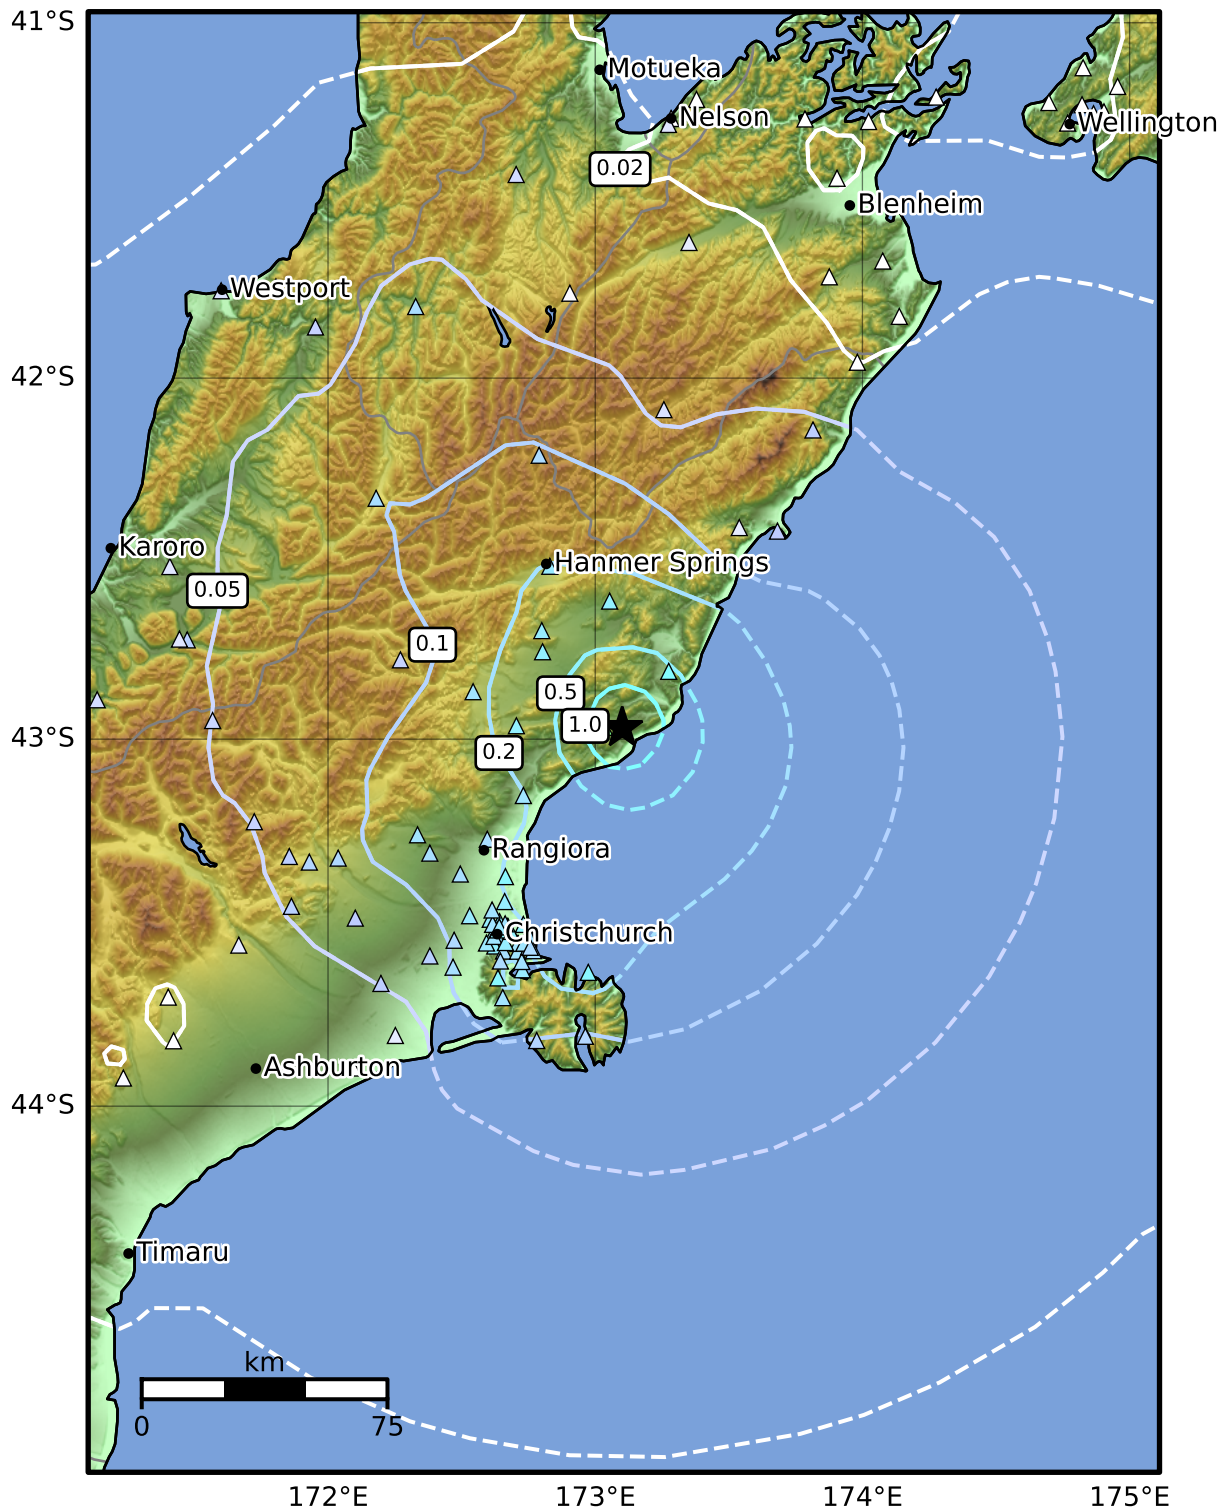 41°S
Motueka
Nelson
Wellington
0.02
Blenheim
Westport
42°S
Karoro
Hanmer Springs
0.05
0.1
0.5
1.0
43°S
0.2
Rangiora
Christchurch
Ashburton
44°S
Timaru
km
0 75
172°E 173°E 174°E 175°E